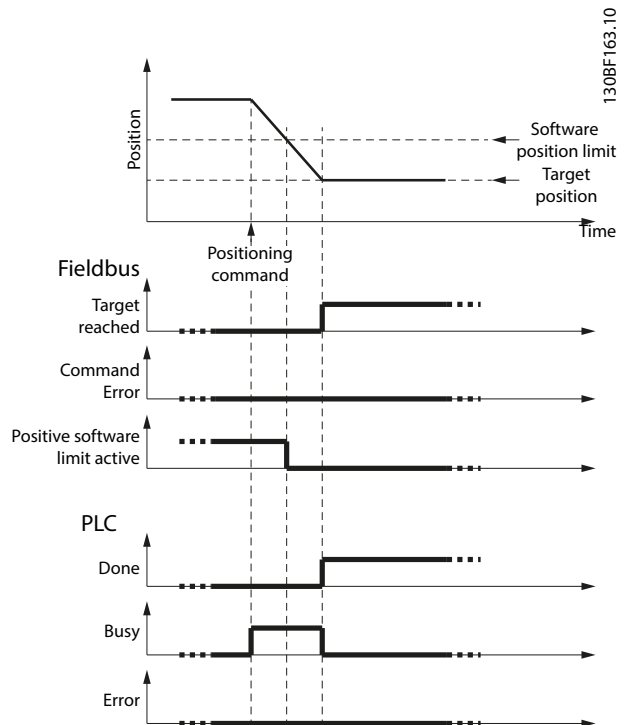 130BF163.10
Position
Software
position limit
Target
position
Time
Positioning
command
Fieldbus
Target
reached
Command
Error
Positive software
limit active
PLC
Done
Busy
Error